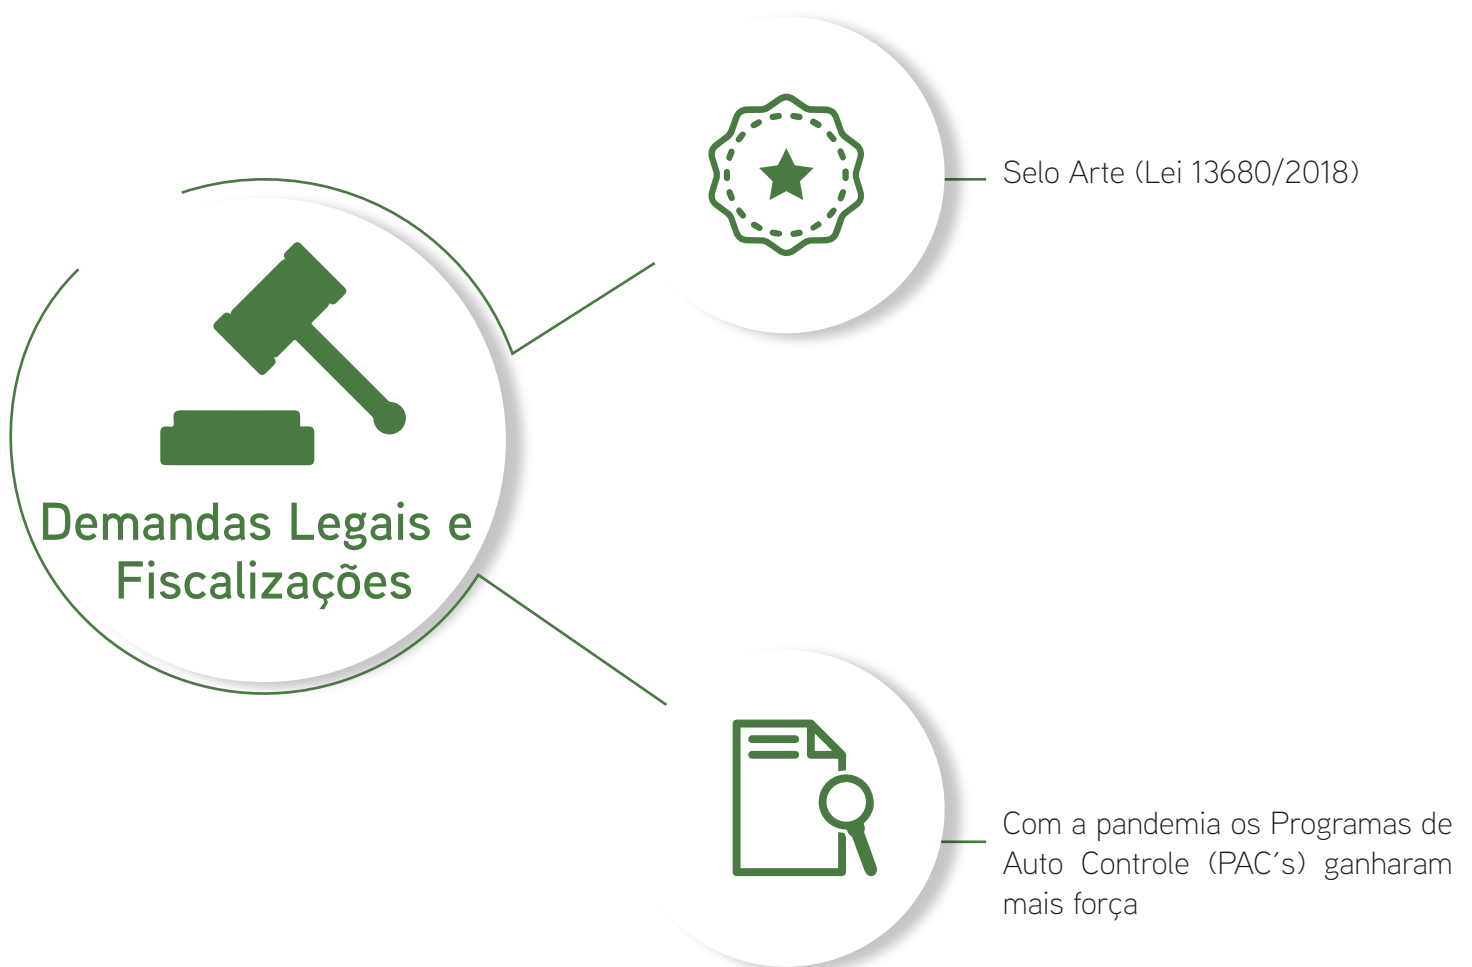 Selo Arte (Lei 13680/2018)
Demandas Legais e
Fiscalizações
Com a pandemia os Programas de
Auto Controle (PAC´s) ganharam
mais força